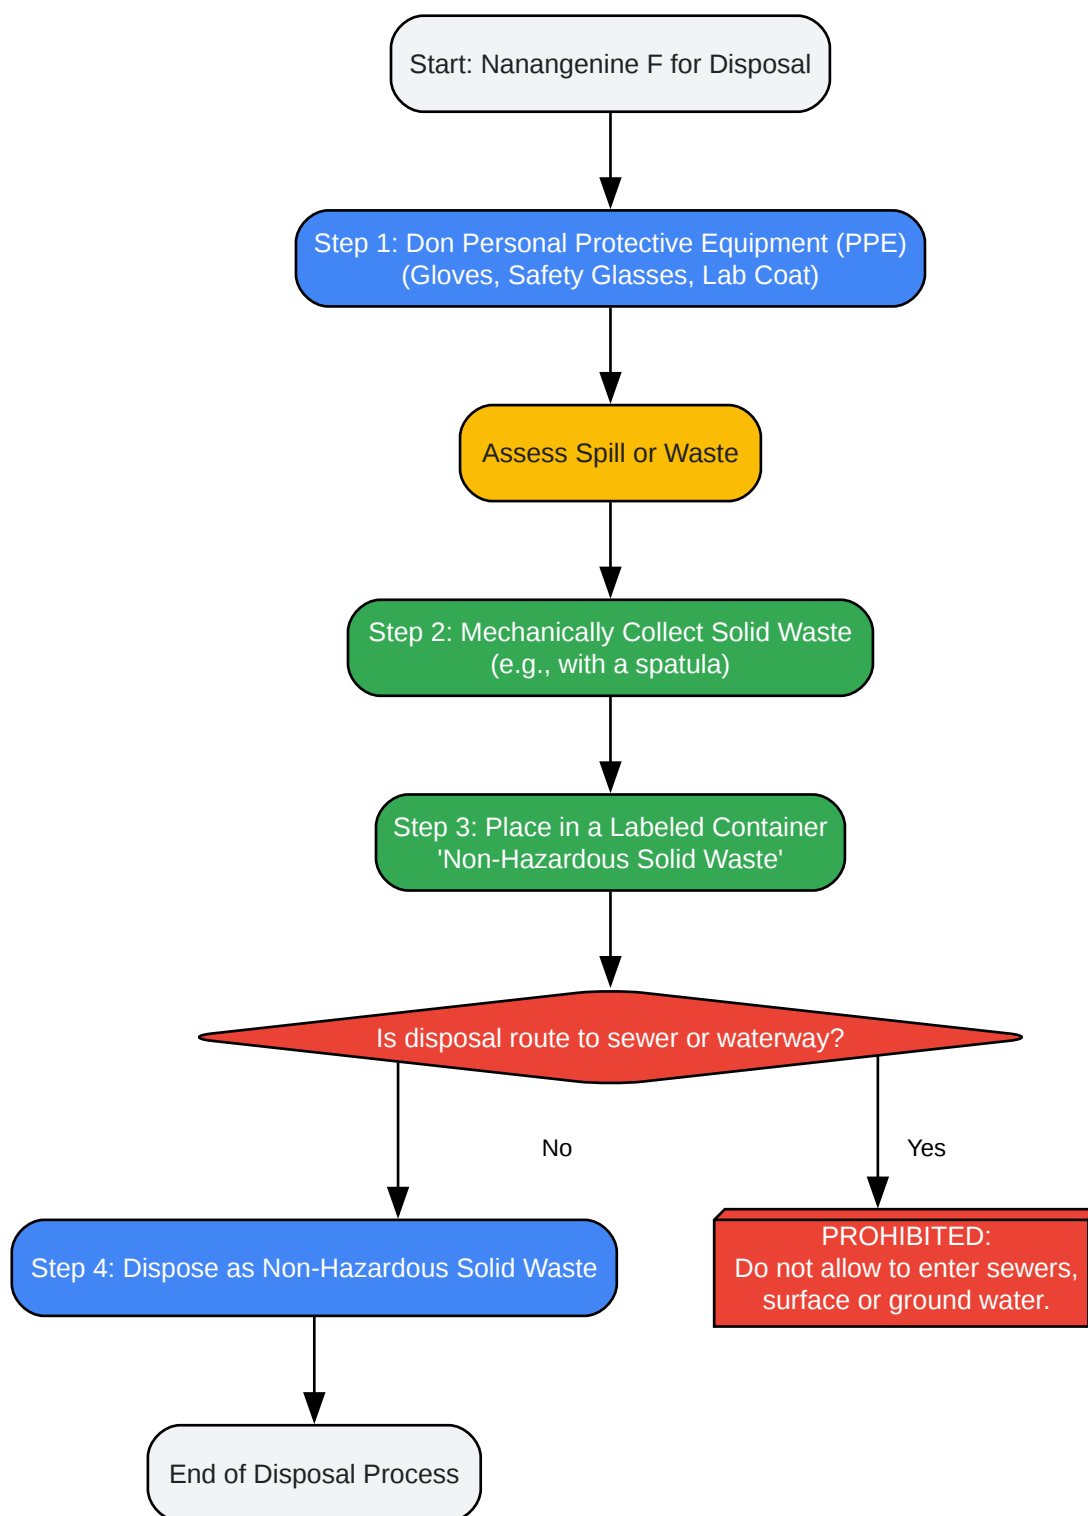 Start: Nanangenine F for Disposal
Step 1: Don Personal Protective Equipment (PPE)
(Gloves, Safety Glasses, Lab Coat)
Assess Spill or Waste
Step 2: Mechanically Collect Solid Waste
(e.g., with a spatula)
Step 3: Place in a Labeled Container
'Non-Hazardous Solid Waste'
Is disposal route to sewer or waterway?
No
Yes
Step 4: Dispose as Non-Hazardous Solid Waste
PROHIBITED:
Do not allow to enter sewers,
surface or ground water.
End of Disposal Process